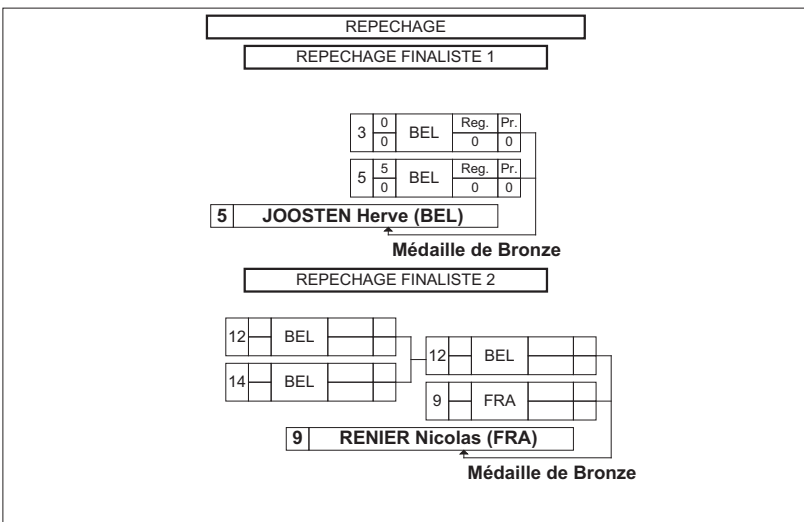 REPECHAGE
REPECHAGE FINALISTE 1
3 0 BEL Reg. Pr.
0 0 0
5 5 BEL Reg. Pr.
0 0 0
5 JOOSTEN Herve (BEL)
Médaille de Bronze
REPECHAGE FINALISTE 2
12 BEL
12 BEL
14 BEL
9 FRA
9 RENIER Nicolas (FRA)
Médaille de Bronze